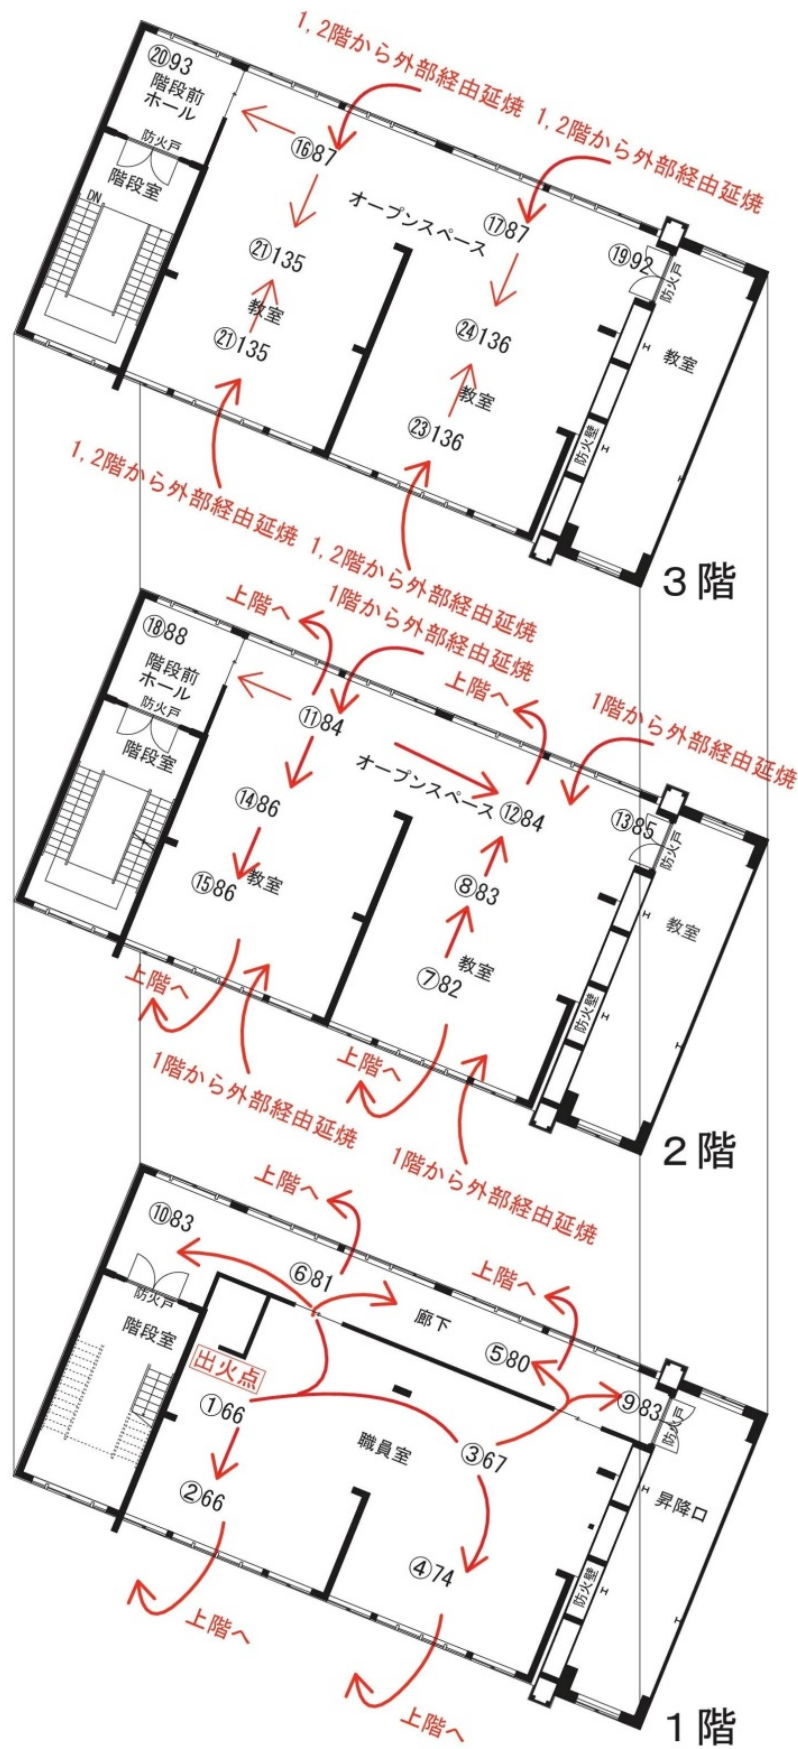 1,2階から外部経由延焼
1,2階から外部経由延焼
⑳93
階段前
ホール
防火戸
階段室
DN
⑯87
オープンスペース
⑰87
⑲92
防火戸
㉑135
教室
㉑135
㉔136
教室
㉓136
教室
防火壁
1,2階から外部経由延焼
1,2階から外部経由延焼
3階
上階へ
1階から外部経由延焼
上階へ
1階から外部経由延焼
⑱88
階段前
ホール
防火戸
階段室
⑪84
オープンスペース
⑫84
⑬85
防火戸
⑭86
⑮86
教室
⑧83
教室
⑦82
教室
防火壁
上階へ
上階へ
1階から外部経由延焼
1階から外部経由延焼
2階
上階へ
上階へ
⑩83
防火戸
階段室
⑥81
廊下
⑤80
⑨83
防火戸
出火点
①66
職員室
③67
②66
④74
昇降口
防火壁
上階へ
上階へ
1階